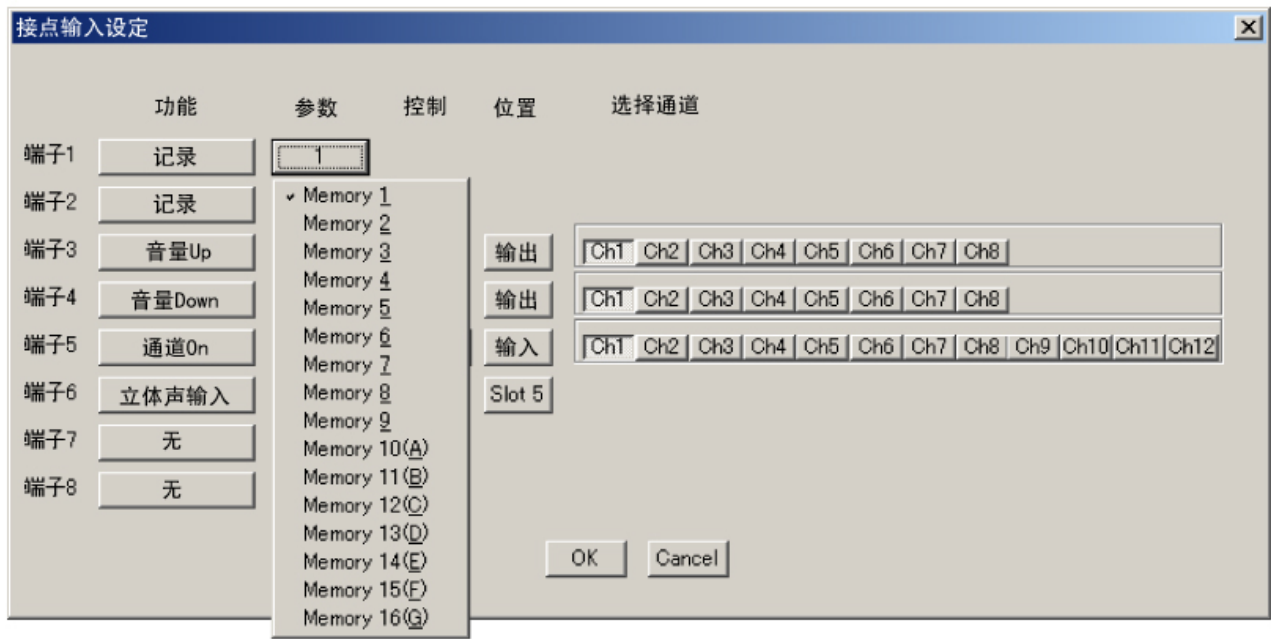 接点输入设定
功能 参数 控制 位置 选择通道
端子1 记录 1
端子2 记录
端子3 音量Up 输出 Ch1 Ch2 Ch3 Ch4 Ch5 Ch6 Ch7 Ch8
端子4 音量Down 输出 Ch1 Ch2 Ch3 Ch4 Ch5 Ch6 Ch7 Ch8
端子5 通道On 输入 Ch1 Ch2 Ch3 Ch4 Ch5 Ch6 Ch7 Ch8 Ch9 Ch10 Ch11 Ch12
端子6 立体声输入 Slot 5
端子7 无
端子8 无
Memory 1
Memory 2
Memory 3
Memory 4
Memory 5
Memory 6
Memory 7
Memory 8
Memory 9
Memory 10(A)
Memory 11(B)
Memory 12(C)
Memory 13(D)
Memory 14(E)
Memory 15(F)
Memory 16(G)
OK Cancel